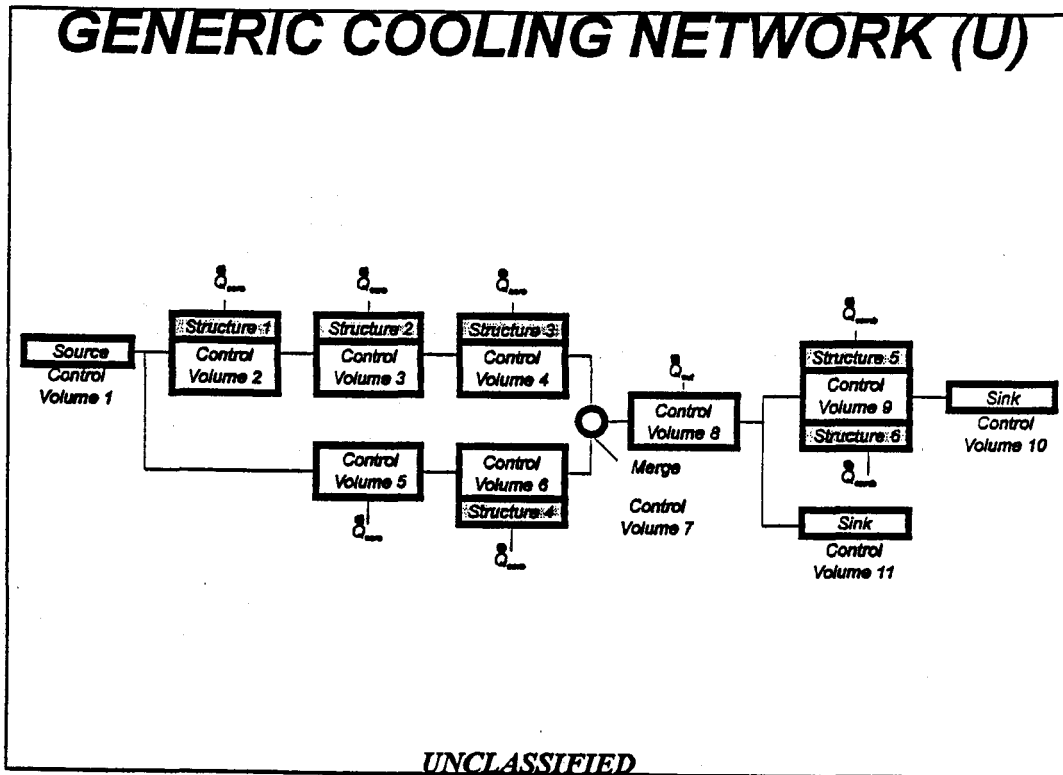 GENERIC COOLING NETWORK (U)
Source
Control
Volume 1
Q
Structure 1
Control
Volume 2
Q
Structure 2
Control
Volume 3
Q
Structure 3
Control
Volume 4
Control
Volume 5
Q
Control
Volume 6
Structure 4
Q
Merge
Control
Volume 7
Q
Control
Volume 8
Q
Structure 5
Control
Volume 9
Structure 6
Q
Sink
Control
Volume 10
Sink
Control
Volume 11
UNCLASSIFIED